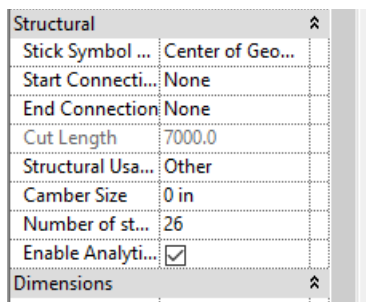 Structural
Stick Symbol ... Center of Geo...
Start Connecti... None
End Connection None
Cut Length 7000.0
Structural Usa... Other
Camber Size 0 in
Number of st... 26
Enable Analyti...
Dimensions